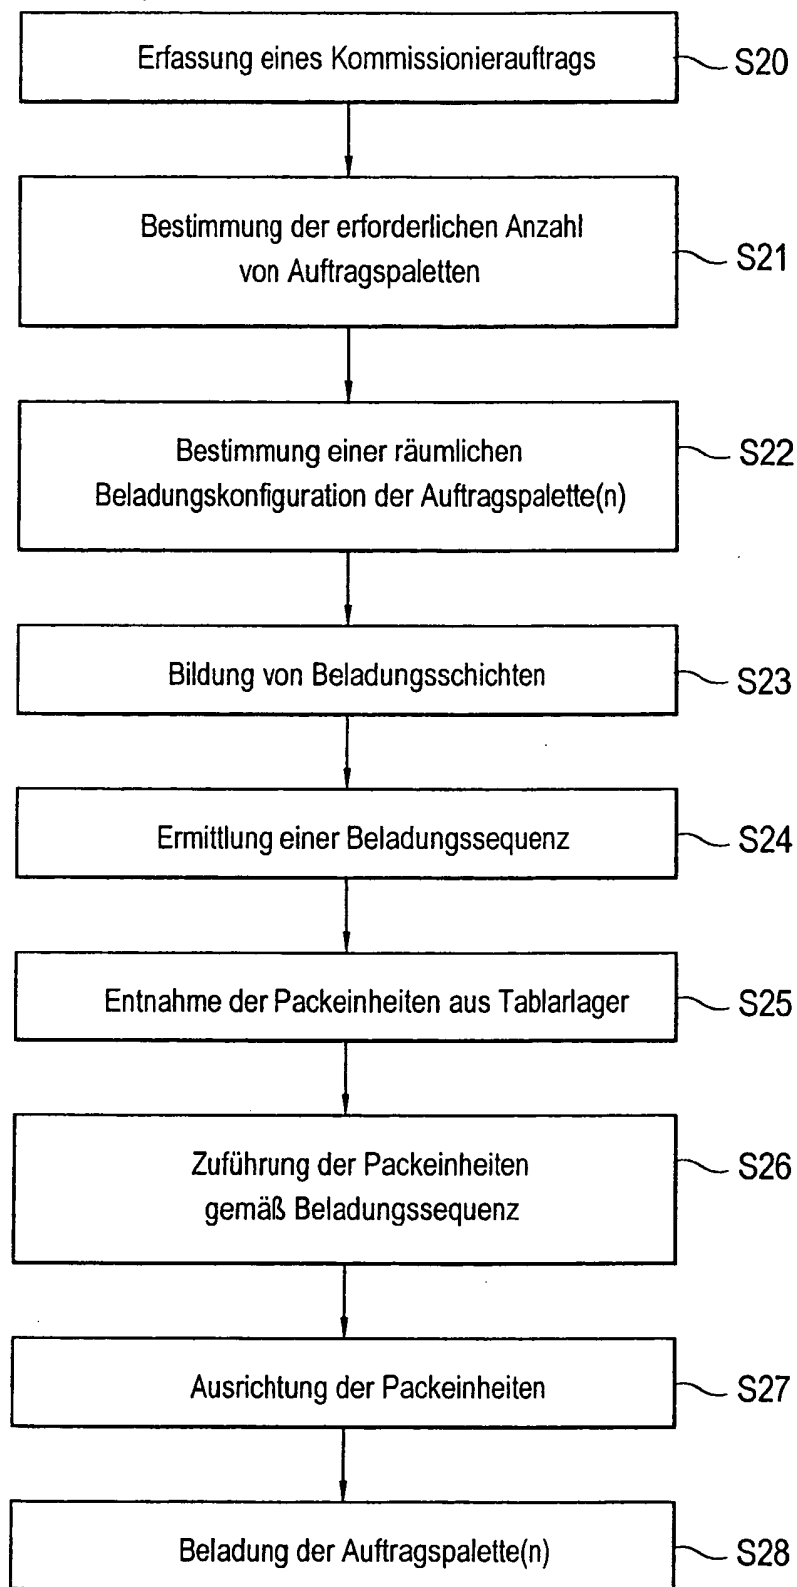 Erfassung eines Kommissionierauftrags
S20
Bestimmung der erforderlichen Anzahl
von Auftragspaletten
S21
Bestimmung einer räumlichen
Beladungskonfiguration der Auftragspalette(n)
S22
Bildung von Beladungsschichten
S23
Ermittlung einer Beladungssequenz
S24
Entnahme der Packeinheiten aus Tablarlager
S25
Zuführung der Packeinheiten
gemäß Beladungssequenz
S26
Ausrichtung der Packeinheiten
S27
Beladung der Auftragspalette(n)
S28